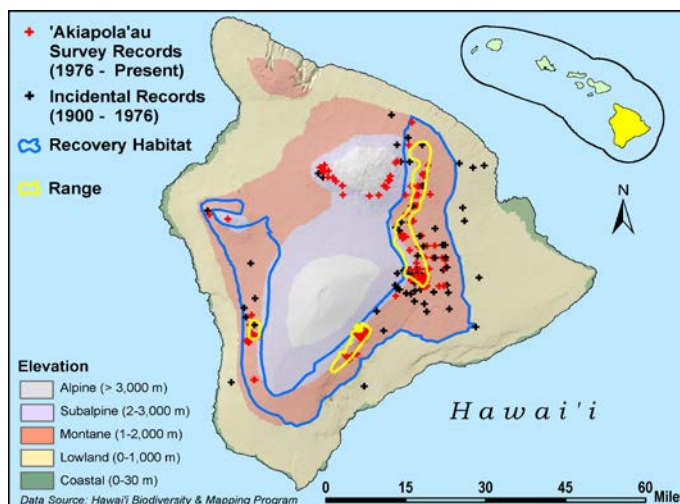 'Akiapola'au
Survey Records
(1976 - Present)
Incidental Records
(1900 - 1976)
Recovery Habitat
Range
N
Hawai'i
Elevation
Alpine (> 3,000 m)
Subalpine (2-3,000 m)
Montane (1-2,000 m)
Lowland (0-1,000 m)
Coastal (0-30 m)
Data Source: Hawai'i Biodiversity & Mapping Program
0 15 30 45 60
Miles